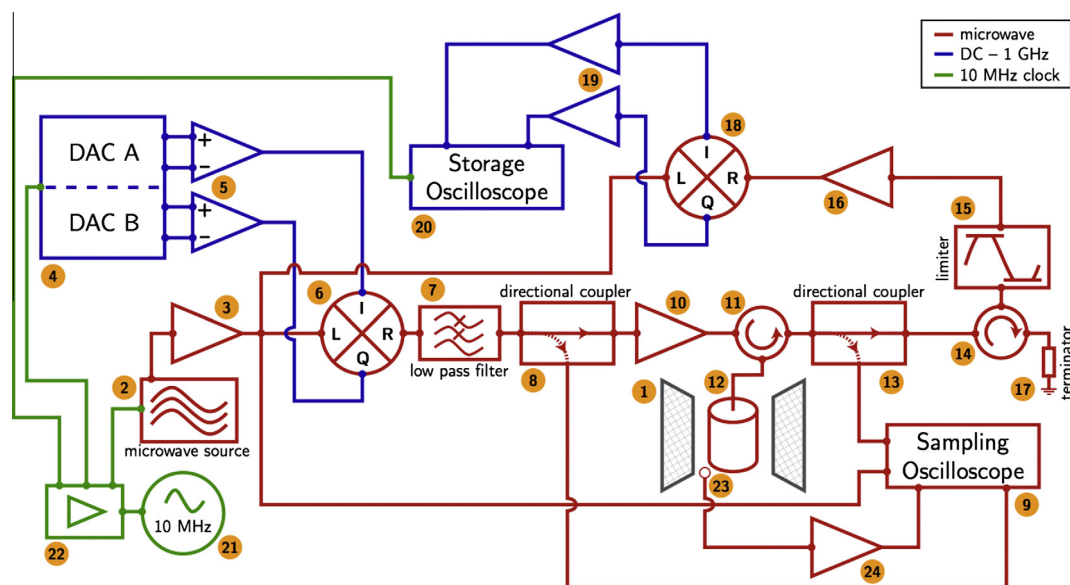 microwave
DC – 1 GHz
10 MHz clock
19
18
I
L
R
Q
16
15
limiter
DAC A
DAC B
+
−
+
−
5
4
Storage
Oscilloscope
20
3
6
I
L
R
Q
7
low pass filter
directional coupler
8
10
11
directional coupler
13
14
17
terminator
2
microwave source
1
12
23
Sampling
Oscilloscope
9
24
10 MHz
21
22